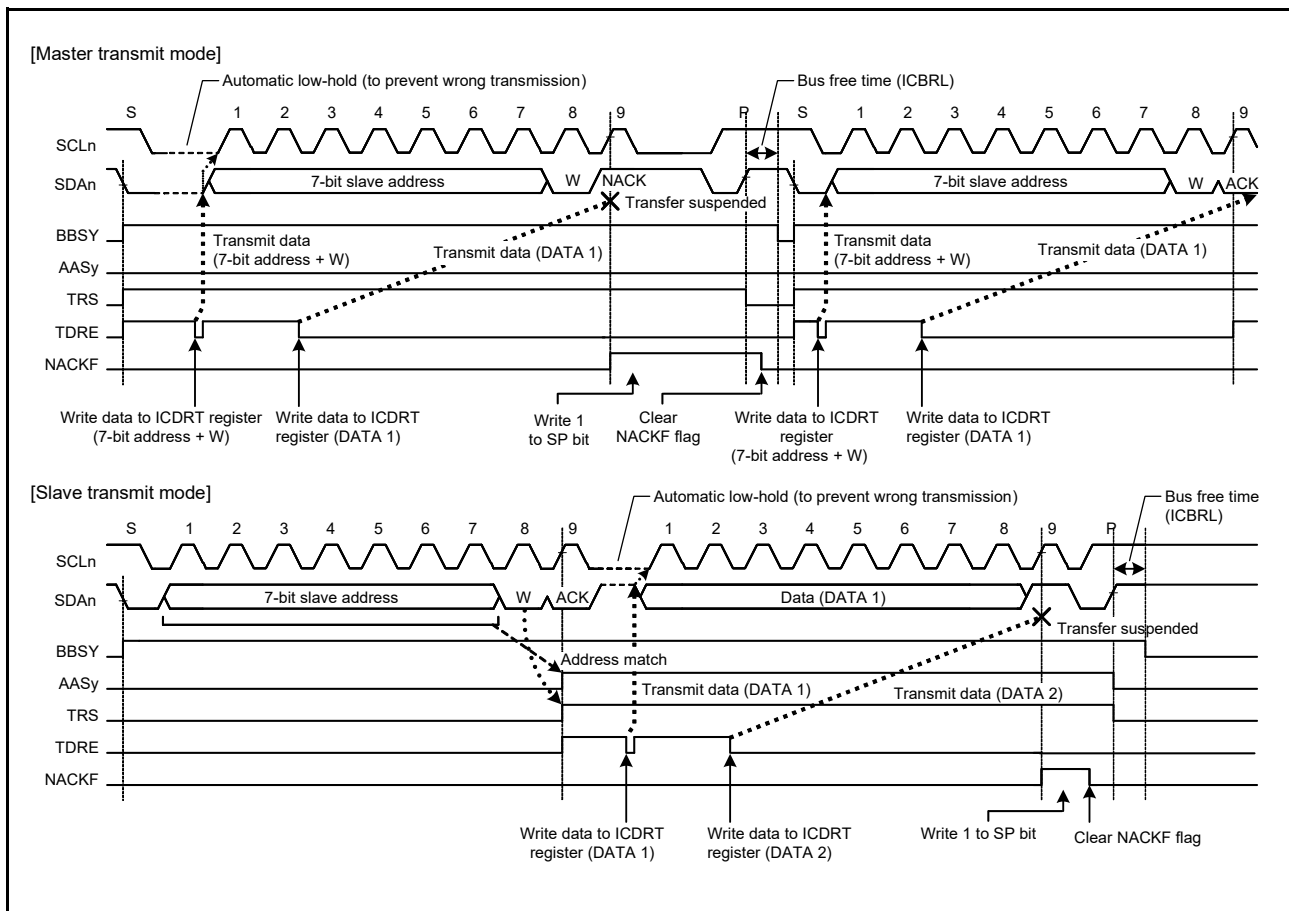 [Master transmit mode]
Automatic low-hold (to prevent wrong transmission)
Bus free time (ICBRL)
S 1 2 3 4 5 6 7 8 9 P S 1 2 3 4 5 6 7 8 9
SCLn
SDAn 7-bit slave address W NACK 7-bit slave address W ACK
Transfer suspended
BBSY
Transmit data
(7-bit address + W)
Transmit data (DATA 1)
Transmit data
(7-bit address + W)
Transmit data (DATA 1)
AASy
TRS
TDRE
NACKF
Write data to ICDRT register
(7-bit address + W)
Write data to ICDRT
register (DATA 1)
Write 1
to SP bit
Clear
NACKF flag
Write data to ICDRT
register
(7-bit address + W)
Write data to ICDRT
register (DATA 1)
[Slave transmit mode]
Automatic low-hold (to prevent wrong transmission)
Bus free time
(ICBRL)
S 1 2 3 4 5 6 7 8 9 1 2 3 4 5 6 7 8 9 P
SCLn
SDAn 7-bit slave address W ACK Data (DATA 1)
Transfer suspended
BBSY
Address match
AASy
Transmit data (DATA 1)
Transmit data (DATA 2)
TRS
TDRE
NACKF
Write data to ICDRT
register (DATA 1)
Write data to ICDRT
register (DATA 2)
Write 1 to SP bit
Clear NACKF flag